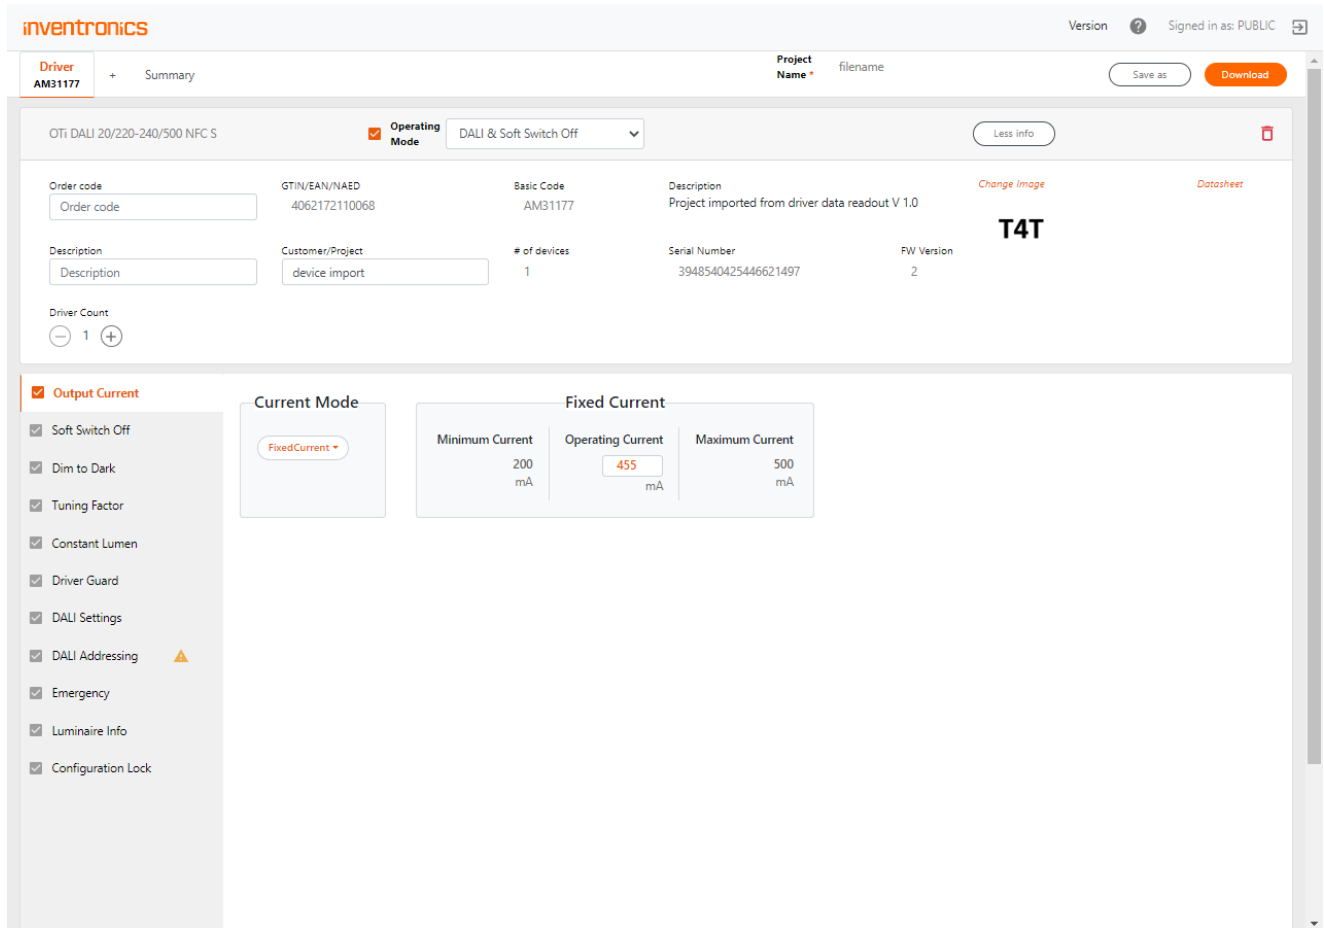 inventronics
Version ? Signed in as: PUBLIC
Driver
AM31177
+
Summary
Project
Name *
filename
Save as
Download
OTi DALI 20/220-240/500 NFC S
Operating
Mode
DALI & Soft Switch Off
Less info
Order code
Order code
GTIN/EAN/NAED
4062172110068
Basic Code
AM31177
Description
Project imported from driver data readout V 1.0
Change Image
Datasheet
T4T
Description
Description
Customer/Project
device import
# of devices
1
Serial Number
3948540425446621497
FW Version
2
Driver Count
1
Output Current
Soft Switch Off
Dim to Dark
Tuning Factor
Constant Lumen
Driver Guard
DALI Settings
DALI Addressing
Emergency
Luminaire Info
Configuration Lock
Current Mode
FixedCurrent
Fixed Current
Minimum Current
200
mA
Operating Current
455
mA
Maximum Current
500
mA